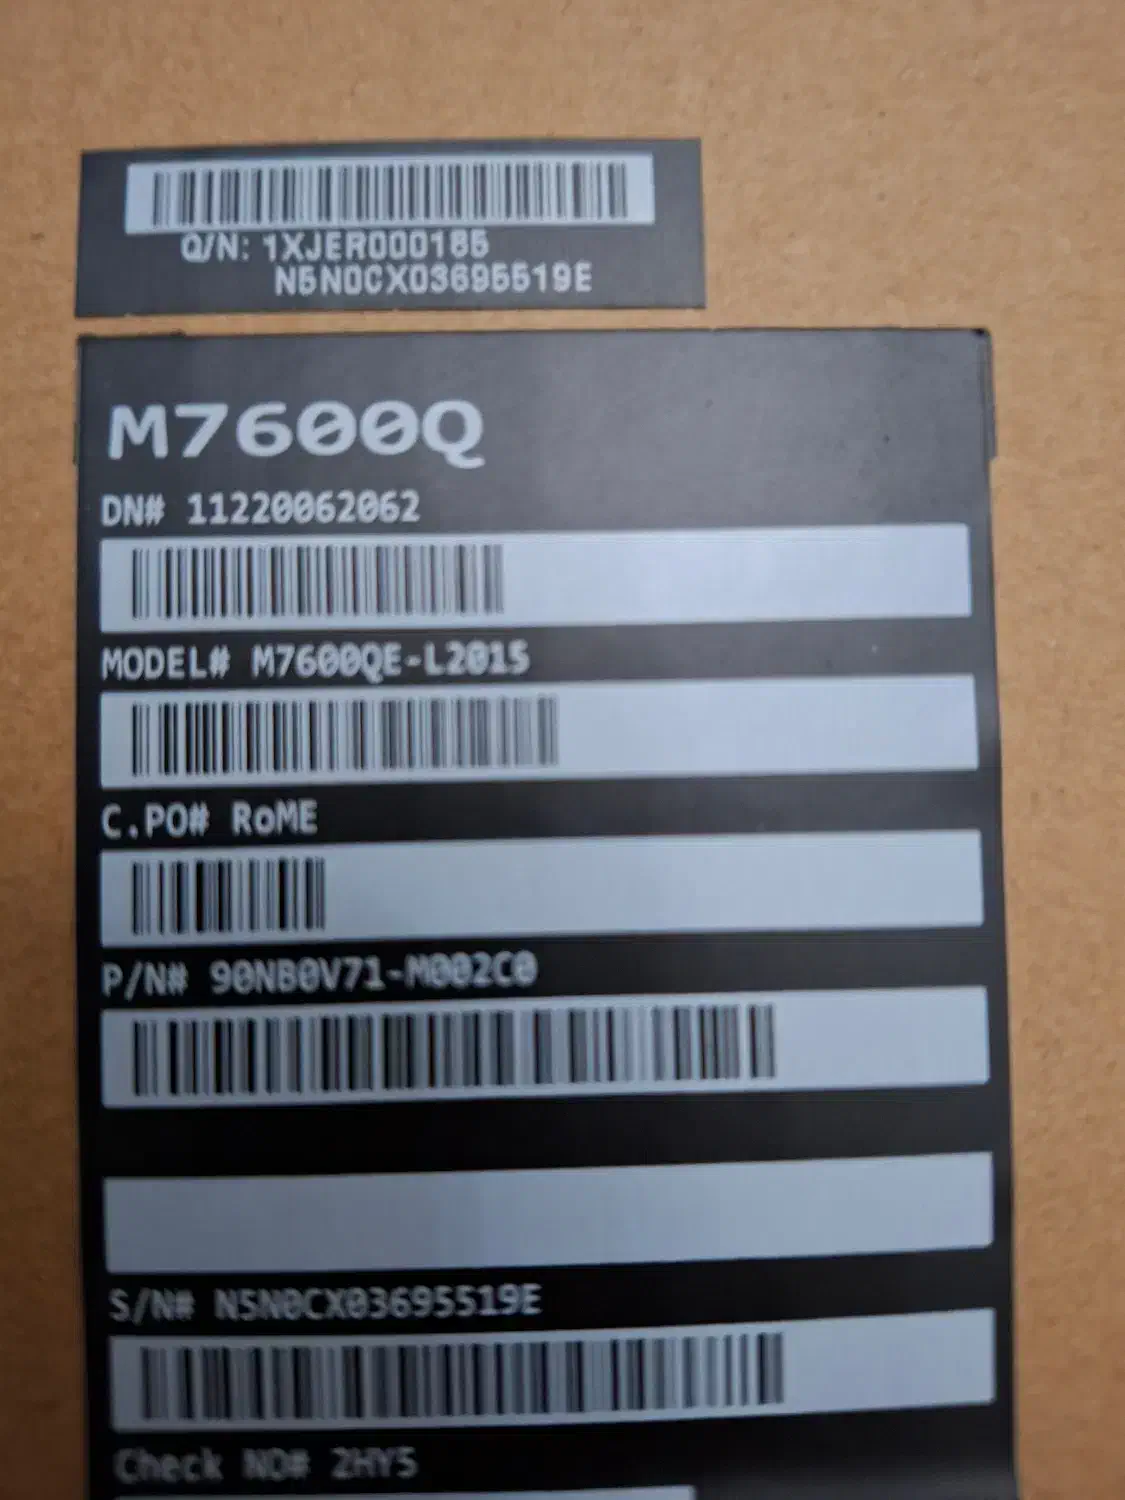 Q/N: 1XJER000185
N5N0CX03695519E
M7600Q
DN# 11220062062
MODEL# M7600QE-L2015
C.PO# RoME
P/N# 90NB0V71-M002C0
S/N# N5N0CX03695519E
Check NO# 2HY5